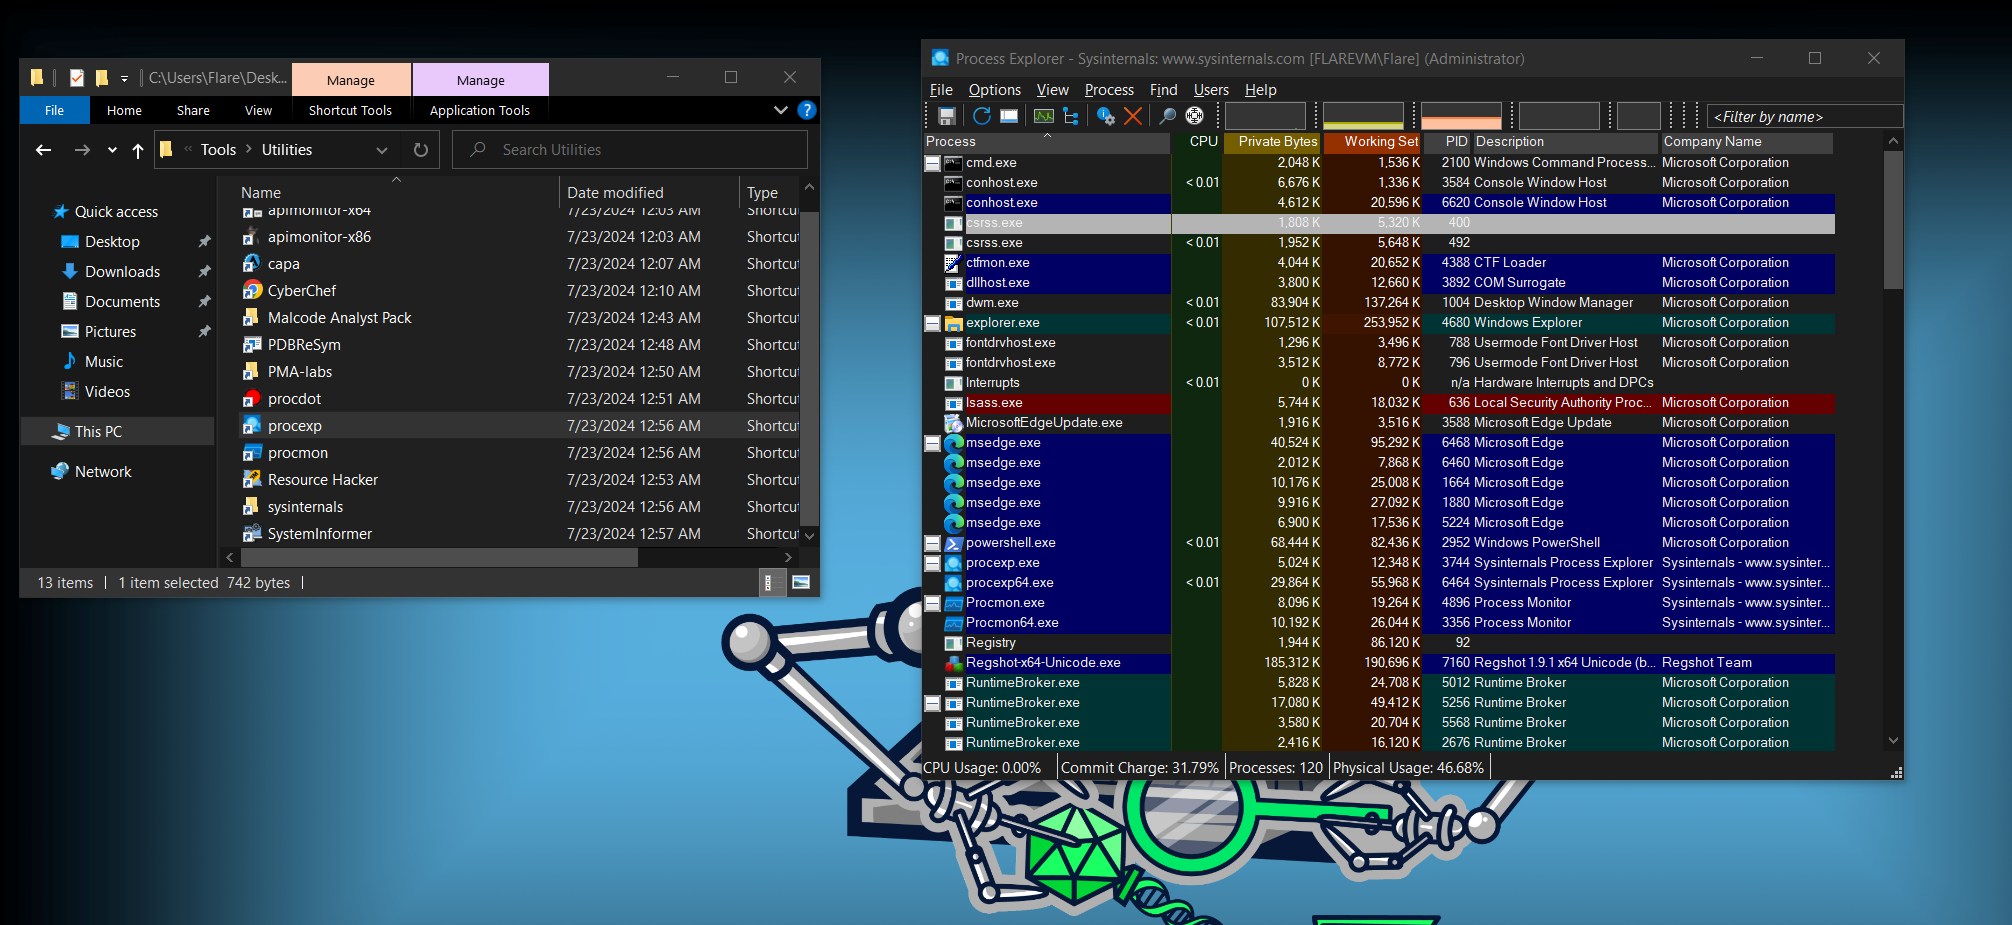 C:\Users\Flare\Desk...
Manage
Manage
File
Home
Share
View
Shortcut Tools
Application Tools
Tools
Utilities
Search Utilities
Name
Date modified
Type
Quick access
Desktop
Downloads
Documents
Pictures
Music
Videos
This PC
Network
apimonitor-x64 7/23/2024 12:03 AM Shortcu
apimonitor-x86 7/23/2024 12:03 AM Shortcu
capa 7/23/2024 12:07 AM Shortcu
CyberChef 7/23/2024 12:10 AM Shortcu
Malcode Analyst Pack 7/23/2024 12:43 AM Shortcu
PDBReSym 7/23/2024 12:48 AM Shortcu
PMA-labs 7/23/2024 12:50 AM Shortcu
procdot 7/23/2024 12:51 AM Shortcu
procexp 7/23/2024 12:56 AM Shortcu
procmon 7/23/2024 12:56 AM Shortcu
Resource Hacker 7/23/2024 12:53 AM Shortcu
sysinternals 7/23/2024 12:57 AM Shortcu
SystemInformer 7/23/2024 12:57 AM Shortcu
13 items
1 item selected 742 bytes
Process Explorer - Sysinternals: www.sysinternals.com [FLAREVM\Flare] (Administrator)
File Options View Process Find Users Help
<Filter by name>
Process CPU Private Bytes Working Set PID Description Company Name
cmd.exe 2,048 K 1,536 K 2100 Windows Command Process... Microsoft Corporation
conhost.exe < 0.01 6,676 K 1,336 K 3584 Console Window Host Microsoft Corporation
conhost.exe 4,612 K 20,596 K 6620 Console Window Host Microsoft Corporation
csrss.exe 1,808 K 5,320 K 400
csrss.exe < 0.01 1,952 K 5,648 K 492
ctfmon.exe 4,044 K 20,652 K 4388 CTF Loader Microsoft Corporation
dllhost.exe 3,800 K 12,660 K 3892 COM Surrogate Microsoft Corporation
dwm.exe < 0.01 83,904 K 137,264 K 1004 Desktop Window Manager Microsoft Corporation
explorer.exe < 0.01 107,512 K 253,952 K 4680 Windows Explorer Microsoft Corporation
fontdrvhost.exe 1,296 K 3,496 K 788 Usermode Font Driver Host Microsoft Corporation
fontdrvhost.exe 3,512 K 8,772 K 796 Usermode Font Driver Host Microsoft Corporation
Interrupts < 0.01 0 K 0 K n/a Hardware Interrupts and DPCs
lsass.exe 5,744 K 18,032 K 636 Local Security Authority Proc... Microsoft Corporation
MicrosoftEdgeUpdate.exe 1,916 K 3,516 K 3588 Microsoft Edge Update Microsoft Corporation
msedge.exe 40,524 K 95,292 K 6468 Microsoft Edge Microsoft Corporation
msedge.exe 2,012 K 7,868 K 6460 Microsoft Edge Microsoft Corporation
msedge.exe 10,176 K 25,008 K 1664 Microsoft Edge Microsoft Corporation
msedge.exe 9,916 K 27,092 K 1880 Microsoft Edge Microsoft Corporation
msedge.exe 6,900 K 17,536 K 5224 Microsoft Edge Microsoft Corporation
powershell.exe < 0.01 68,444 K 82,436 K 2952 Windows PowerShell Microsoft Corporation
procexp.exe 5,024 K 12,348 K 3744 Sysinternals Process Explorer Sysinternals - www.sysinter...
procexp64.exe < 0.01 29,864 K 55,968 K 6464 Sysinternals Process Explorer Sysinternals - www.sysinter...
Procmon.exe 8,096 K 19,264 K 4896 Process Monitor Sysinternals - www.sysinter...
Procmon64.exe 10,192 K 26,044 K 3356 Process Monitor Sysinternals - www.sysinter...
Registry 1,944 K 86,120 K 92
Regshot-x64-Unicode.exe 185,312 K 190,696 K 7160 Regshot 1.9.1 x64 Unicode (b... Regshot Team
RuntimeBroker.exe 5,828 K 24,708 K 5012 Runtime Broker Microsoft Corporation
RuntimeBroker.exe 17,080 K 49,412 K 5256 Runtime Broker Microsoft Corporation
RuntimeBroker.exe 3,580 K 20,704 K 5568 Runtime Broker Microsoft Corporation
RuntimeBroker.exe 2,416 K 16,120 K 2676 Runtime Broker Microsoft Corporation
CPU Usage: 0.00% Commit Charge: 31.79% Processes: 120 Physical Usage: 46.68%